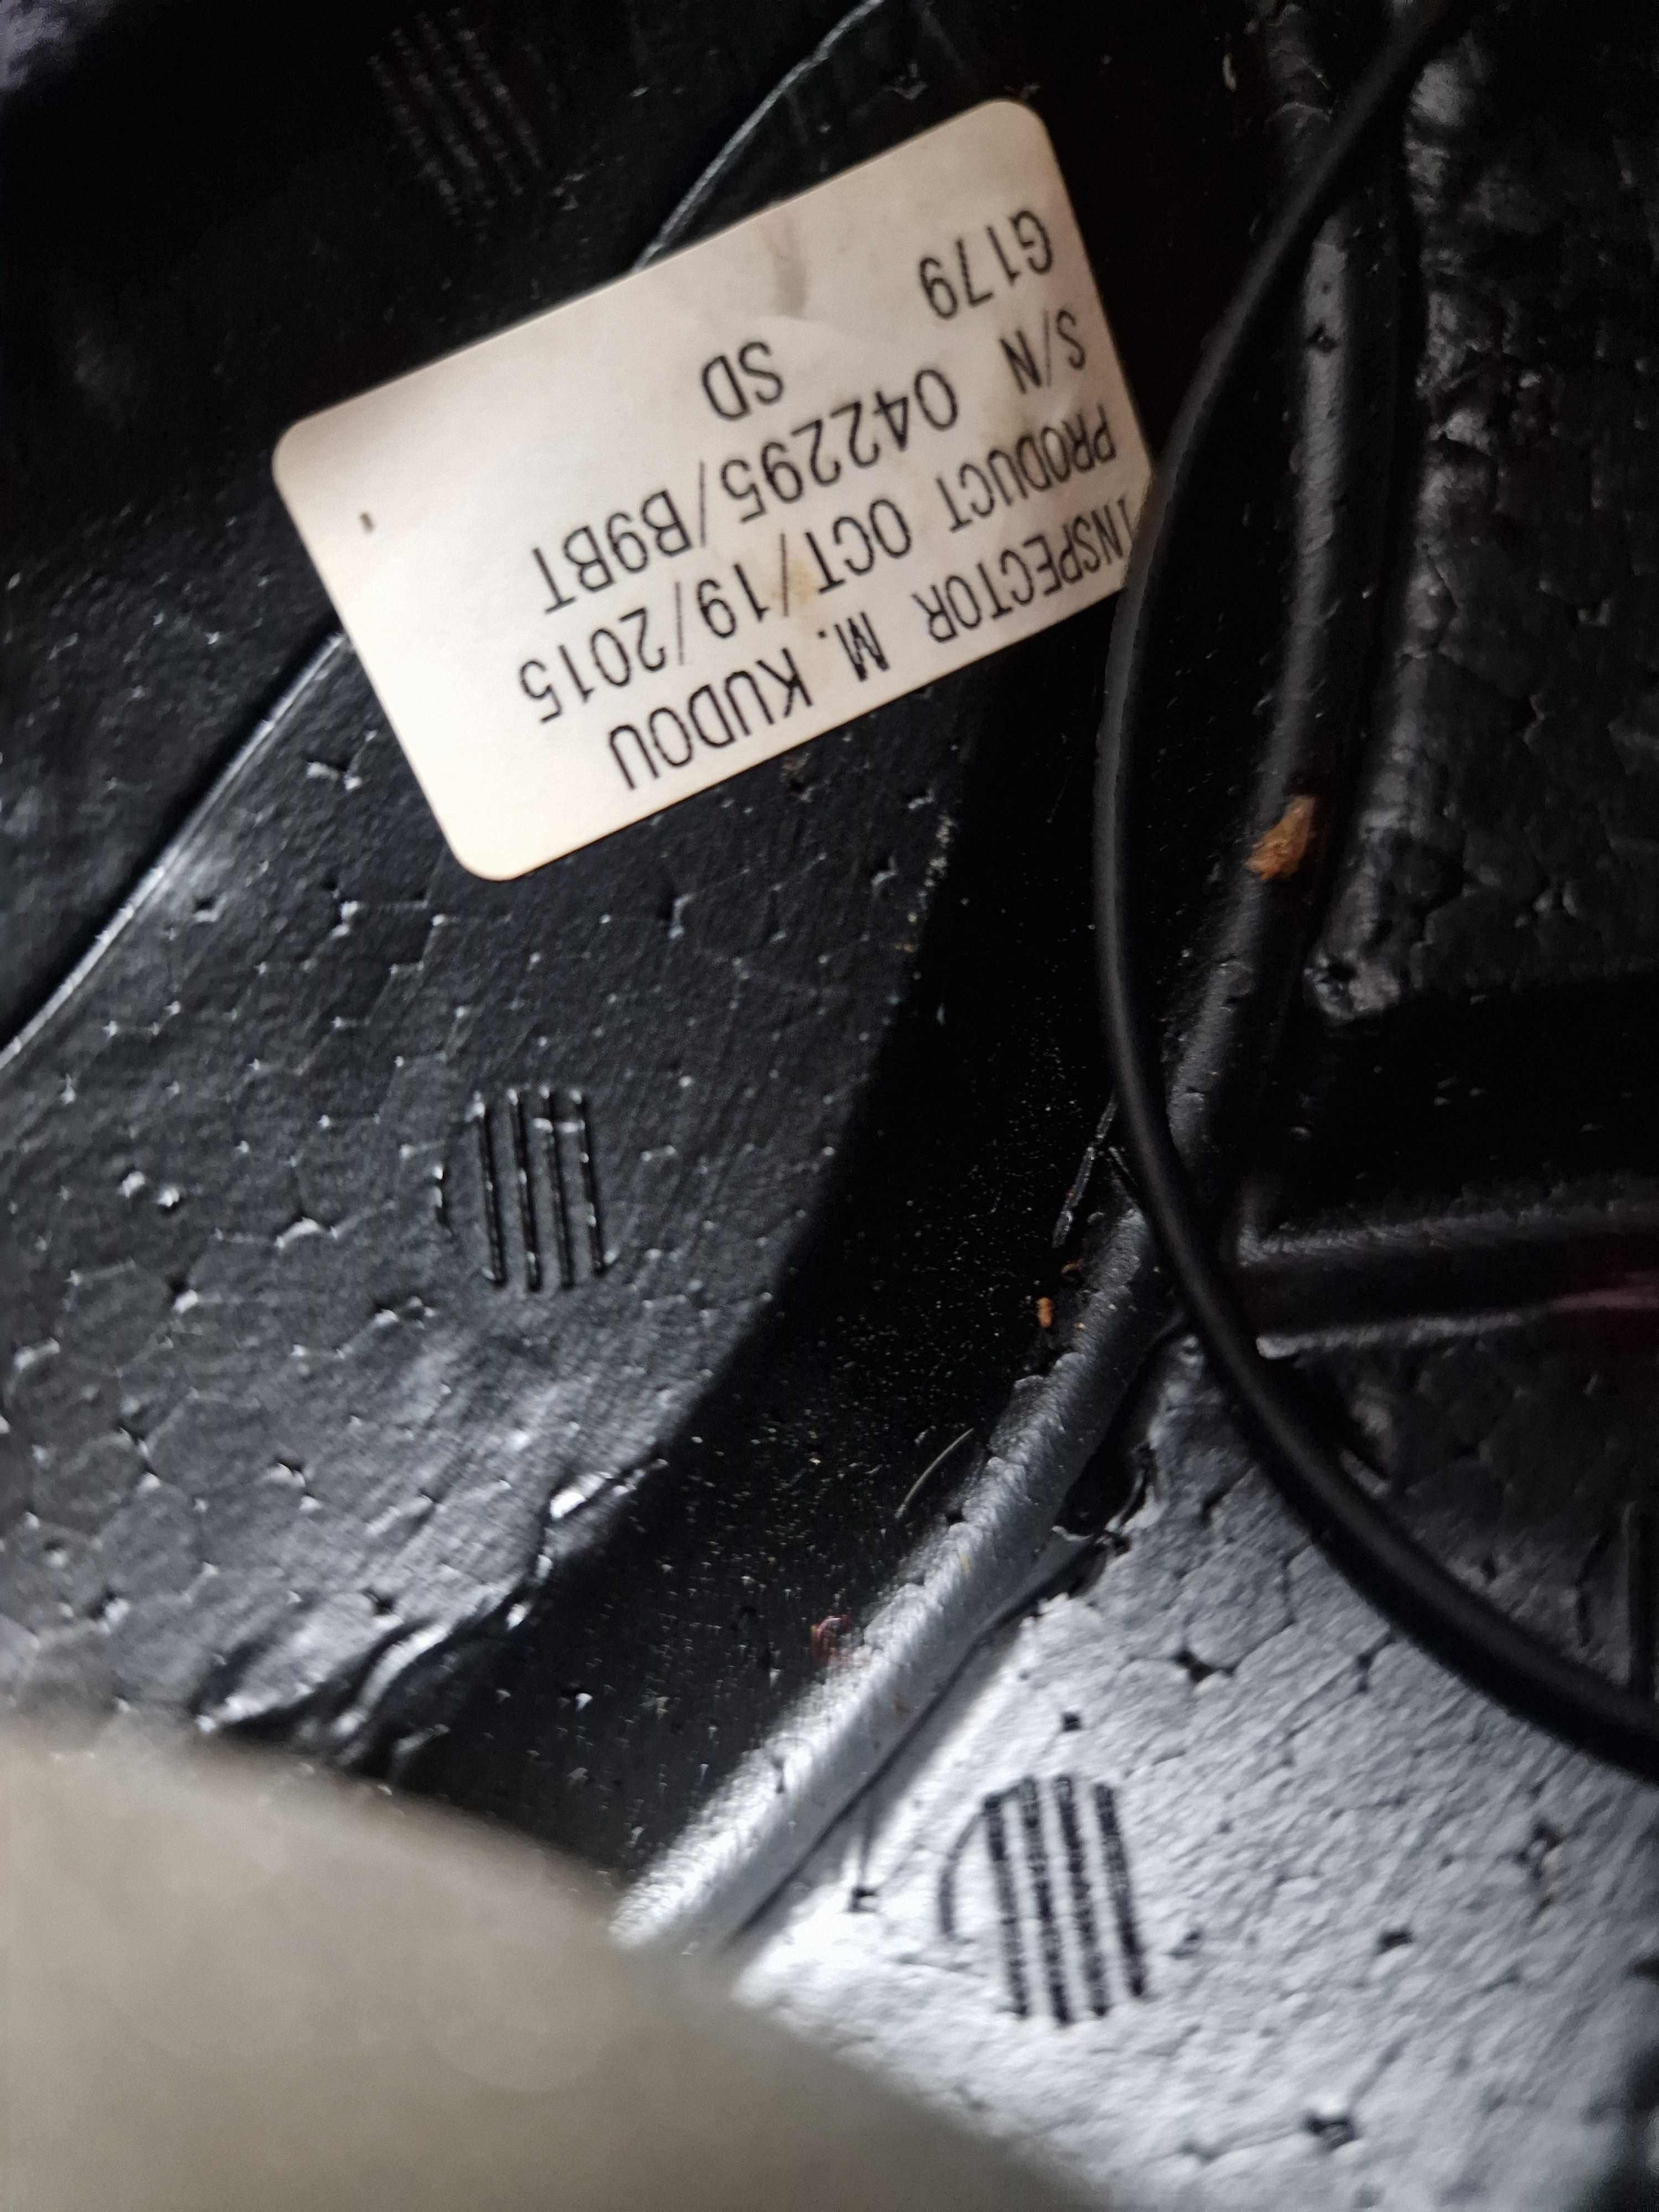 G179 SD
S/N 042295/B9BT
PRODUCT OCT/19/2015
INSPECTOR M. KUDOU